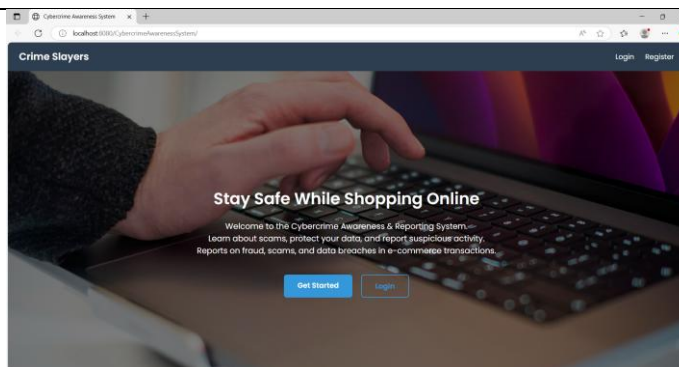 Cybercrime Awareness System
localhost:8080/CybercrimeAwarenessSystem/
Crime Slayers
Login
Register
Stay Safe While Shopping Online
Welcome to the Cybercrime Awareness & Reporting System.
Learn about scams, protect your data, and report suspicious activity.
Reports on fraud, scams, and data breaches in e-commerce transactions.
Get Started
Login